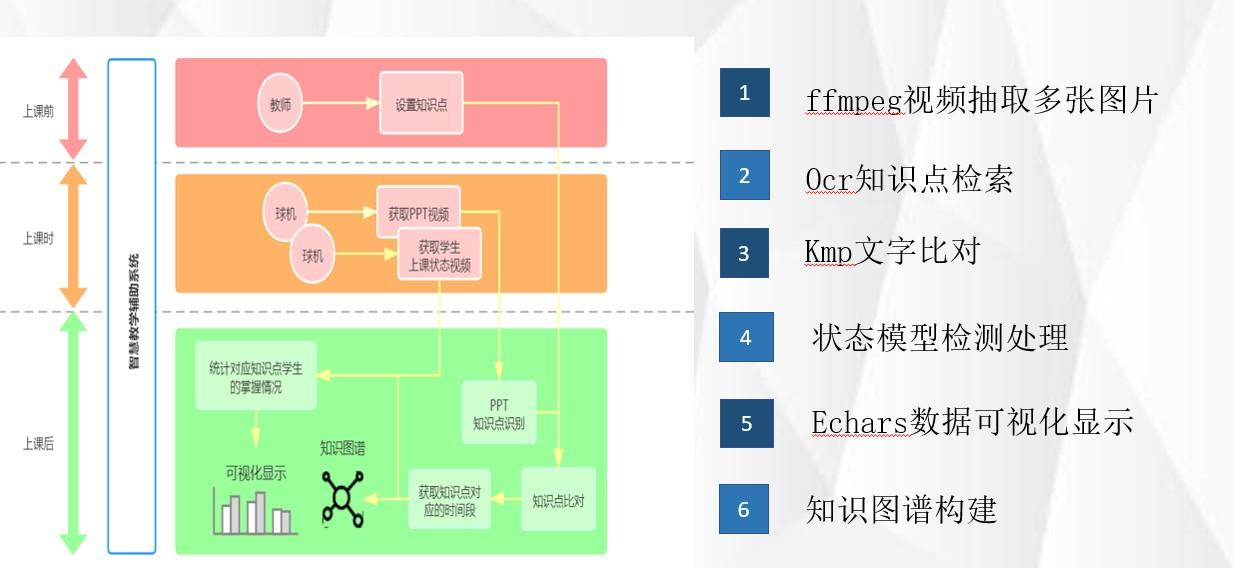 上课前
教师
设置知识点
上课时
球机
获取PPT视频
球机
获取学生
上课状态视频
智慧教学辅助系统
上课后
统计对应知识点学生
的掌握情况
PPT
知识点识别
知识图谱
可视化显示
获取知识点对
应的时间段
知识点比对
1
ffmpeg视频抽取多张图片
2
Ocr知识点检索
3
Kmp文字比对
4
状态模型检测处理
5
Echars数据可视化显示
6
知识图谱构建